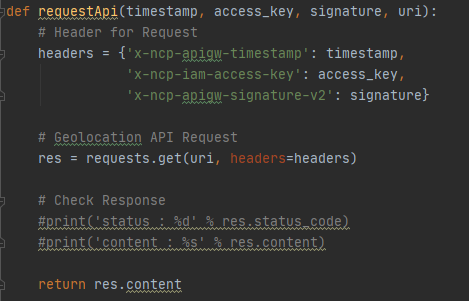 def requestApi(timestamp, access_key, signature, uri):
# Header for Request
headers = {'x-ncp-apigw-timestamp': timestamp,
'x-ncp-iam-access-key': access_key,
'x-ncp-apigw-signature-v2': signature}
# Geolocation API Request
res = requests.get(uri, headers=headers)
# Check Response
#print('status : %d' % res.status_code)
#print('content : %s' % res.content)
return res.content